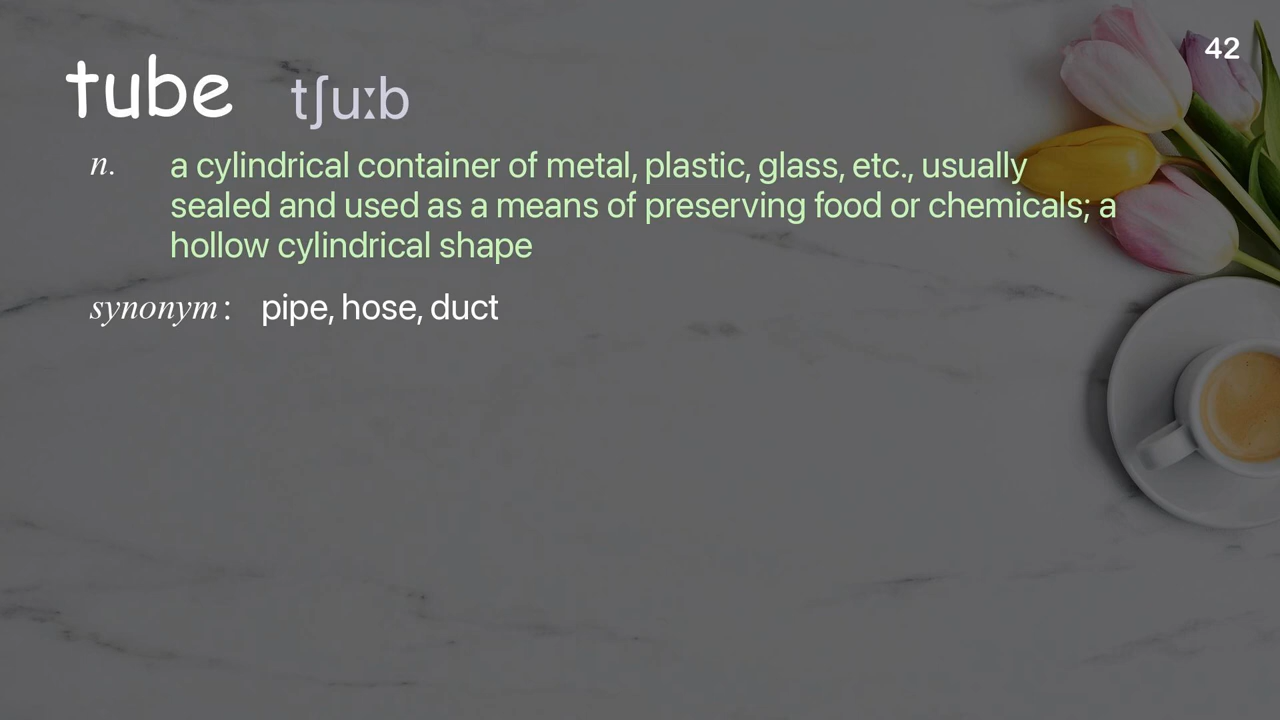 42
tube tʃuːb
n. a cylindrical container of metal, plastic, glass, etc., usually
sealed and used as a means of preserving food or chemicals; a
hollow cylindrical shape
synonym: pipe, hose, duct